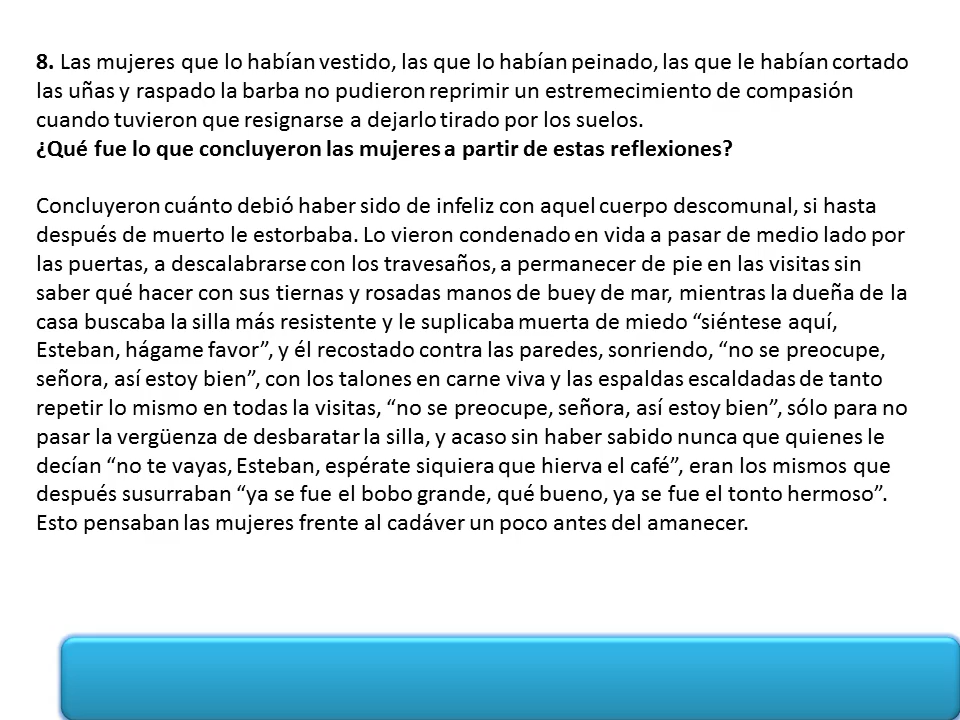 8. Las mujeres que lo habían vestido, las que lo habían peinado, las que le habían cortado
las uñas y raspado la barba no pudieron reprimir un estremecimiento de compasión
cuando tuvieron que resignarse a dejarlo tirado por los suelos.
¿Qué fue lo que concluyeron las mujeres a partir de estas reflexiones?
Concluyeron cuánto debió haber sido de infeliz con aquel cuerpo descomunal, si hasta
después de muerto le estorbaba. Lo vieron condenado en vida a pasar de medio lado por
las puertas, a descalabrarse con los travesaños, a permanecer de pie en las visitas sin
saber qué hacer con sus tiernas y rosadas manos de buey de mar, mientras la dueña de la
casa buscaba la silla más resistente y le suplicaba muerta de miedo “siéntese aquí,
Esteban, hágame favor”, y él recostado contra las paredes, sonriendo, “no se preocupe,
señora, así estoy bien”, con los talones en carne viva y las espaldas escaldadas de tanto
repetir lo mismo en todas la visitas, “no se preocupe, señora, así estoy bien”, sólo para no
pasar la vergüenza de desbaratar la silla, y acaso sin haber sabido nunca que quienes le
decían “no te vayas, Esteban, espérate siquiera que hierva el café”, eran los mismos que
después susurraban “ya se fue el bobo grande, qué bueno, ya se fue el tonto hermoso”.
Esto pensaban las mujeres frente al cadáver un poco antes del amanecer.